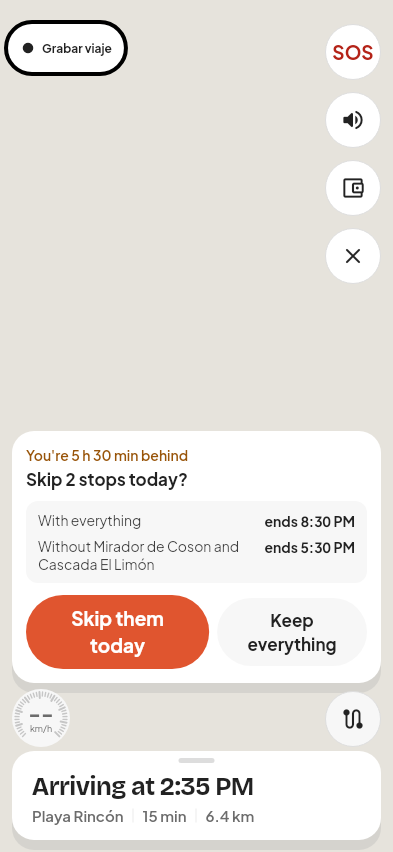 Grabar viaje
SOS
You're 5 h 30 min behind
Skip 2 stops today?
With everything
ends 8:30 PM
Without Mirador de Coson and
Cascada El Limón
ends 5:30 PM
Skip them
today
Keep
everything
--
km/h
Arriving at 2:35 PM
Playa Rincón
15 min
6.4 km